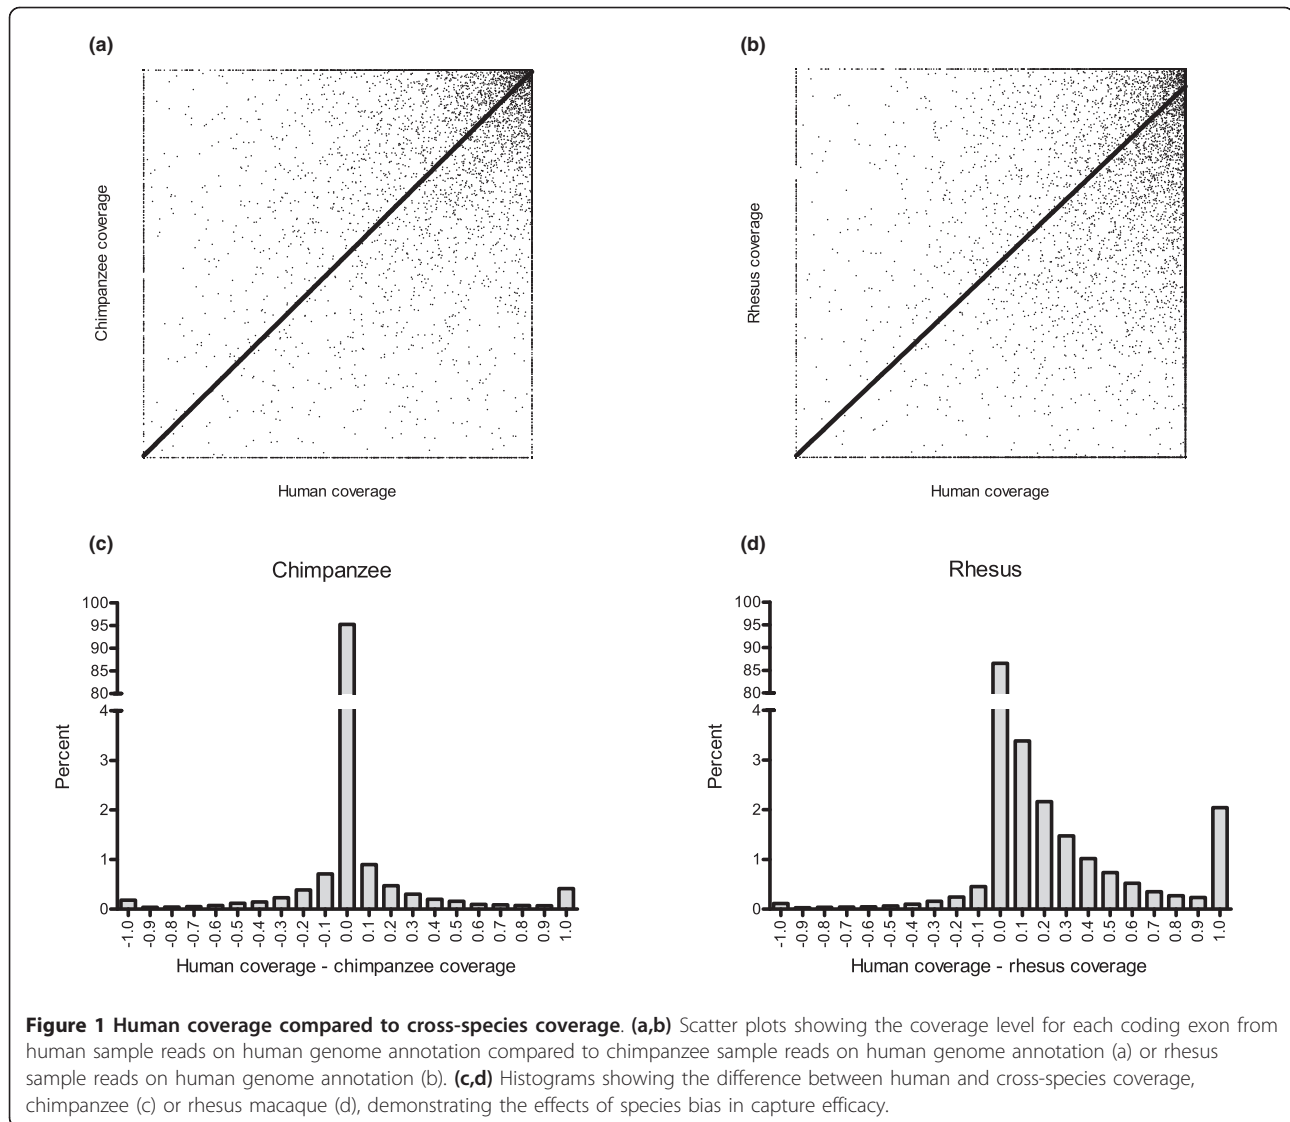 (a)
Chimpanzee coverage
Human coverage
(b)
Rhesus coverage
Human coverage
(c)
Chimpanzee
100
95
90
85
80
4
3
2
1
0
Percent
-1.0 -0.9 -0.8 -0.7 -0.6 -0.5 -0.4 -0.3 -0.2 -0.1 0.0 0.1 0.2 0.3 0.4 0.5 0.6 0.7 0.8 0.9 1.0
Human coverage - chimpanzee coverage
(d)
Rhesus
100
95
90
85
80
4
3
2
1
0
Percent
-1.0 -0.9 -0.8 -0.7 -0.6 -0.5 -0.4 -0.3 -0.2 -0.1 0.0 0.1 0.2 0.3 0.4 0.5 0.6 0.7 0.8 0.9 1.0
Human coverage - rhesus coverage
Figure 1 Human coverage compared to cross-species coverage. (a,b) Scatter plots showing the coverage level for each coding exon from
human sample reads on human genome annotation compared to chimpanzee sample reads on human genome annotation (a) or rhesus
sample reads on human genome annotation (b). (c,d) Histograms showing the difference between human and cross-species coverage,
chimpanzee (c) or rhesus macaque (d), demonstrating the effects of species bias in capture efficacy.